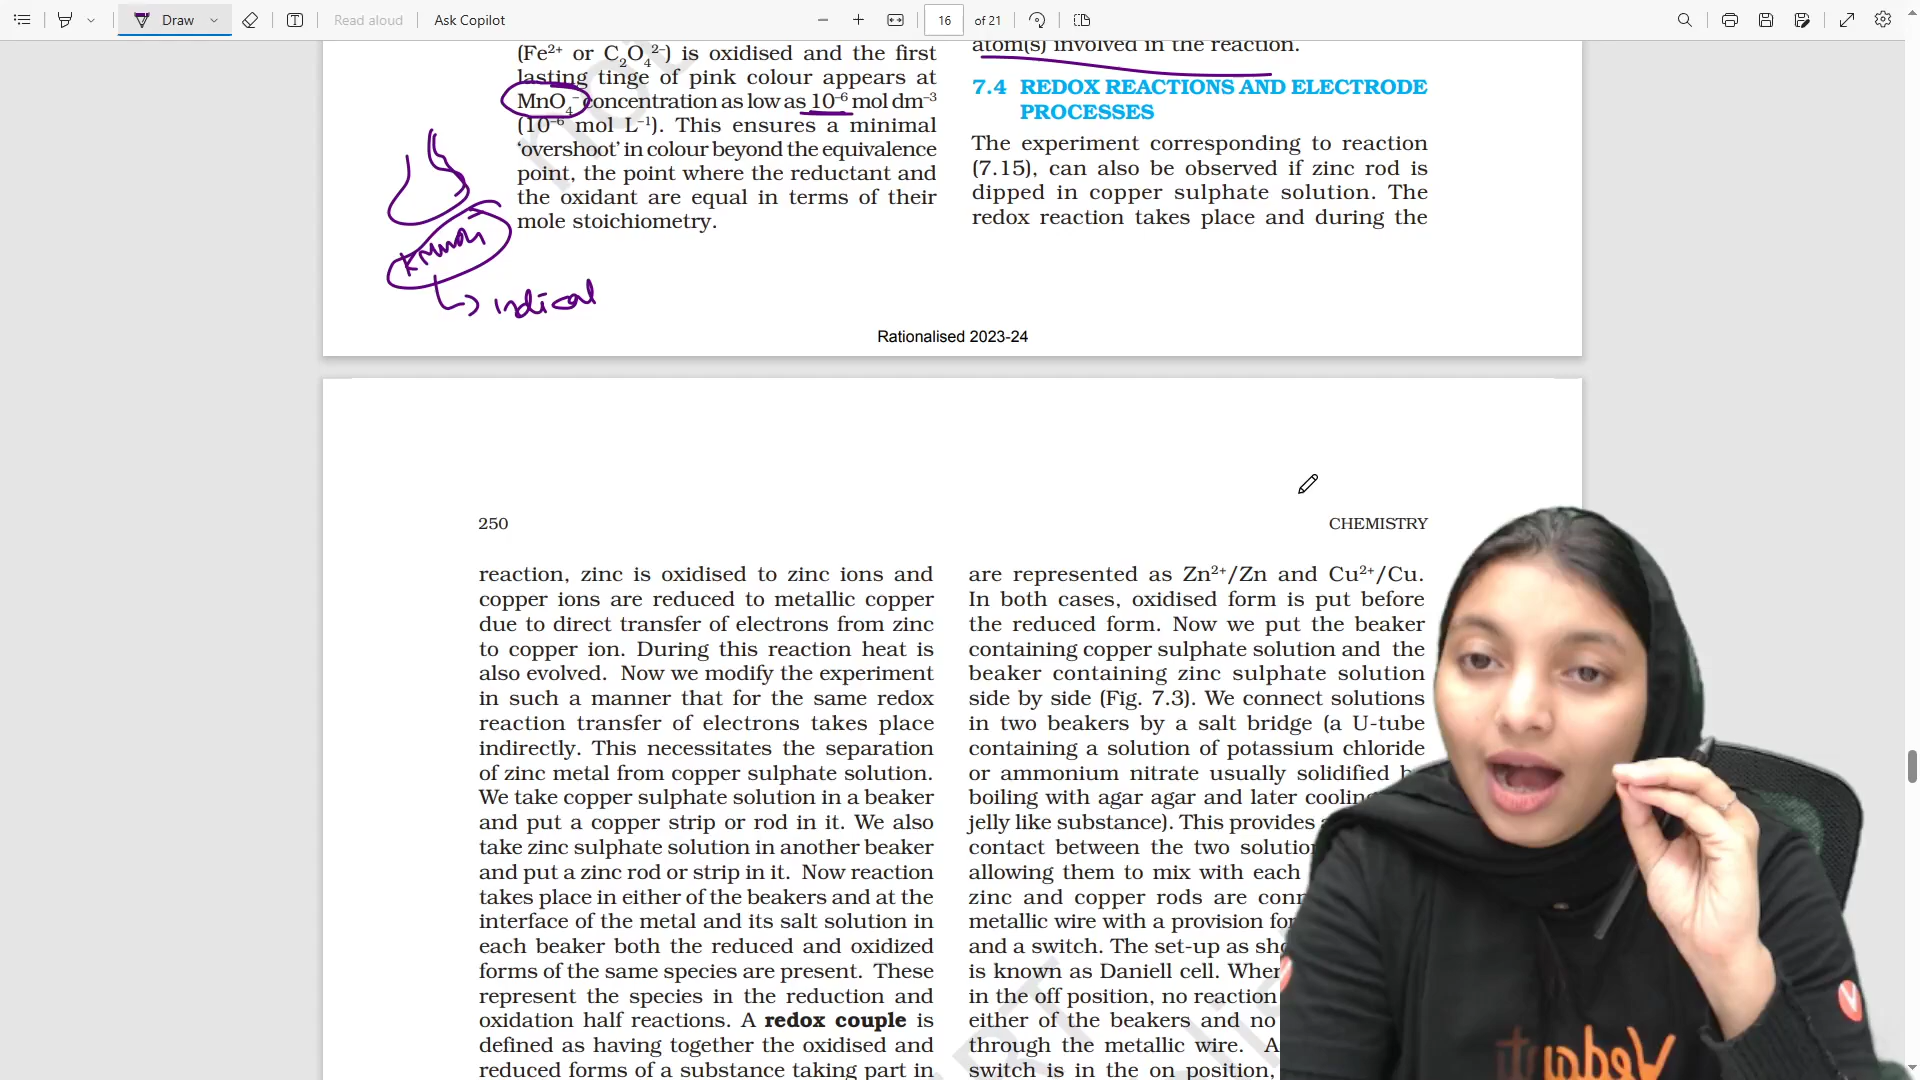 Draw
Read aloud
Ask Copilot
16
of 21
(Fe²⁺ or C₂O₄²⁻) is oxidised and the first
lasting tinge of pink colour appears at
MnO₄⁻ concentration as low as 10⁻⁶ mol dm⁻³
(10⁻⁶ mol L⁻¹). This ensures a minimal
‘overshoot’ in colour beyond the equivalence
point, the point where the reductant and
the oxidant are equal in terms of their
mole stoichiometry.
KMnO₄
atom(s) involved in the reaction.
7.4 REDOX REACTIONS AND ELECTRODE
PROCESSES
The experiment corresponding to reaction
(7.15), can also be observed if zinc rod is
dipped in copper sulphate solution. The
redox reaction takes place and during the
Rationalised 2023-24
250
CHEMISTRY
reaction, zinc is oxidised to zinc ions and
copper ions are reduced to metallic copper
due to direct transfer of electrons from zinc
to copper ion. During this reaction heat is
also evolved. Now we modify the experiment
in such a manner that for the same redox
reaction transfer of electrons takes place
indirectly. This necessitates the separation
of zinc metal from copper sulphate solution.
We take copper sulphate solution in a beaker
and put a copper strip or rod in it. We also
take zinc sulphate solution in another beaker
and put a zinc rod or strip in it. Now reaction
takes place in either of the beakers and at the
interface of the metal and its salt solution in
each beaker both the reduced and oxidized
forms of the same species are present. These
represent the species in the reduction and
oxidation half reactions. A redox couple is
defined as having together the oxidised and
reduced forms of a substance taking part in
are represented as Zn²⁺/Zn and Cu²⁺/Cu.
In both cases, oxidised form is put before
the reduced form. Now we put the beaker
containing copper sulphate solution and the
beaker containing zinc sulphate solution
side by side (Fig. 7.3). We connect solutions
in two beakers by a salt bridge (a U-tube
containing a solution of potassium chloride
or ammonium nitrate usually solidified
boiling with agar agar and later
jelly like substance). This provides
contact between the two
allowing them to mix with each
zinc and copper rods are
metallic wire with a provision
and a switch. The set-up as
is known as Daniell cell.
in the off position, no reaction
either of the beakers and no
through the metallic wire. A
switch is in the on position,